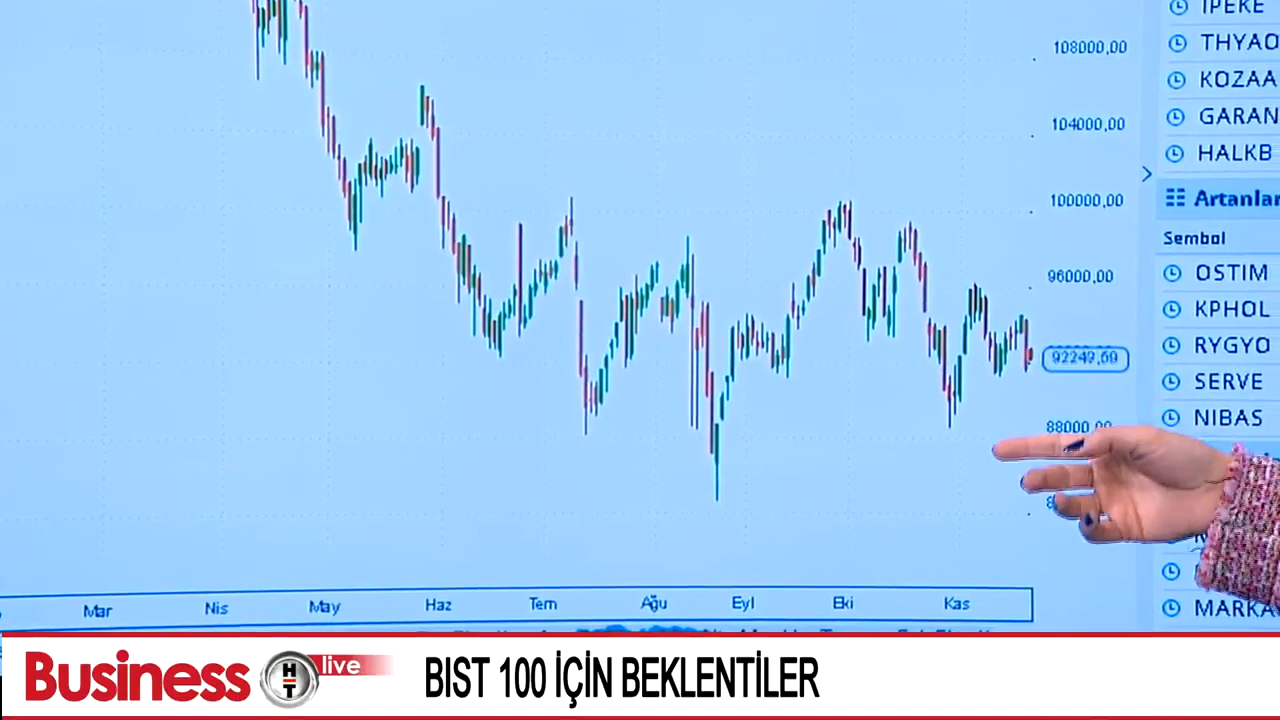 108000,00
104000,00
100000,00
96000,00
92249,69
88000,00
IPEKE
THYAO
KOZAA
GARAN
HALKB
Artanlar
Sembol
OSTIM
KPHOL
RYGYO
SERVE
NIBAS
MARKA
Mar Nis May Haz Tem Ağu Eyl Eki Kas
Business HT live
BIST 100 İÇİN BEKLENTİLER